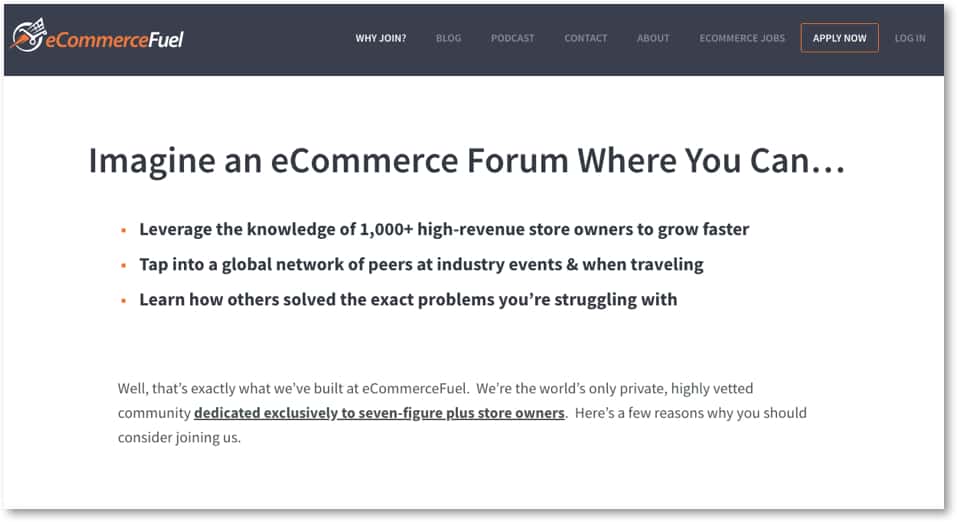 eCommerceFuel
WHY JOIN? BLOG PODCAST CONTACT ABOUT ECOMMERCE JOBS APPLY NOW LOG IN
Imagine an eCommerce Forum Where You Can…
Leverage the knowledge of 1,000+ high-revenue store owners to grow faster
Tap into a global network of peers at industry events & when traveling
Learn how others solved the exact problems you’re struggling with
Well, that’s exactly what we’ve built at eCommerceFuel.  We’re the world’s only private, highly vetted
community dedicated exclusively to seven-figure plus store owners.  Here’s a few reasons why you should
consider joining us.